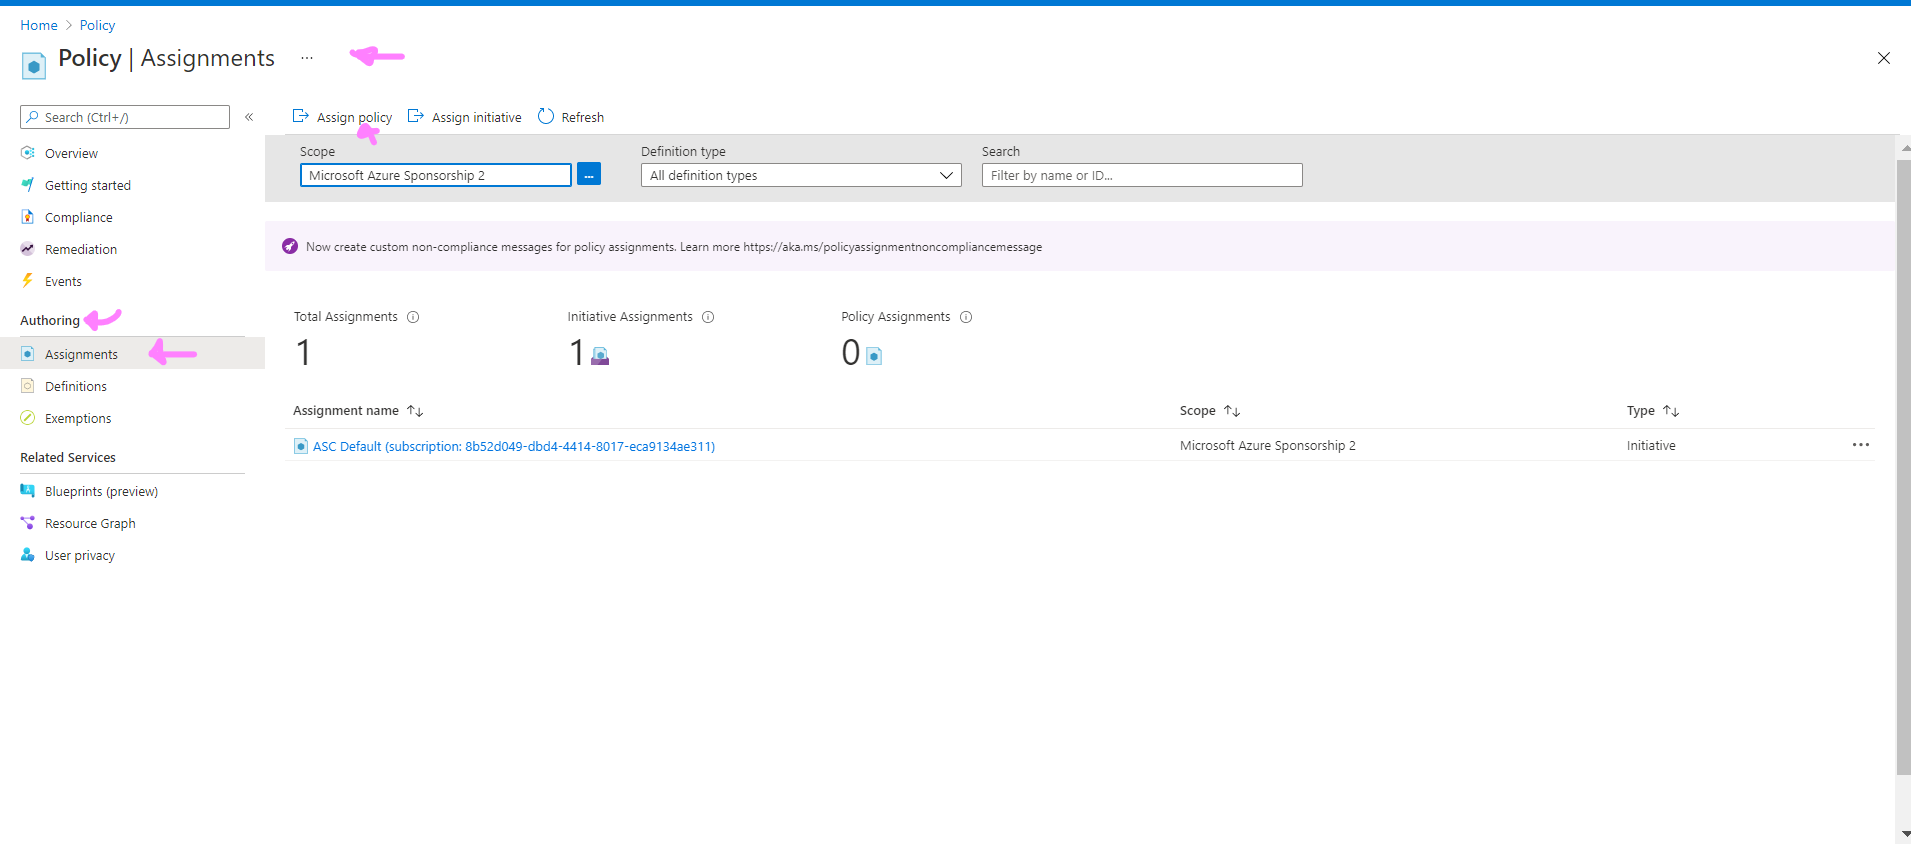 Home > Policy
Policy | Assignments ...
Search (Ctrl+/) «
Overview
Getting started
Compliance
Remediation
Events
Authoring
Assignments
Definitions
Exemptions
Related Services
Blueprints (preview)
Resource Graph
User privacy
Assign policy Assign initiative Refresh
Scope Definition type Search
Microsoft Azure Sponsorship 2 ... All definition types Filter by name or ID...
Now create custom non-compliance messages for policy assignments. Learn more https://aka.ms/policyassignmentnoncompliancemessage
Total Assignments Initiative Assignments Policy Assignments
1 1 0
Assignment name ↑↓ Scope ↑↓ Type ↑↓
ASC Default (subscription: 8b52d049-dbd4-4414-8017-eca9134ae311) Microsoft Azure Sponsorship 2 Initiative ...